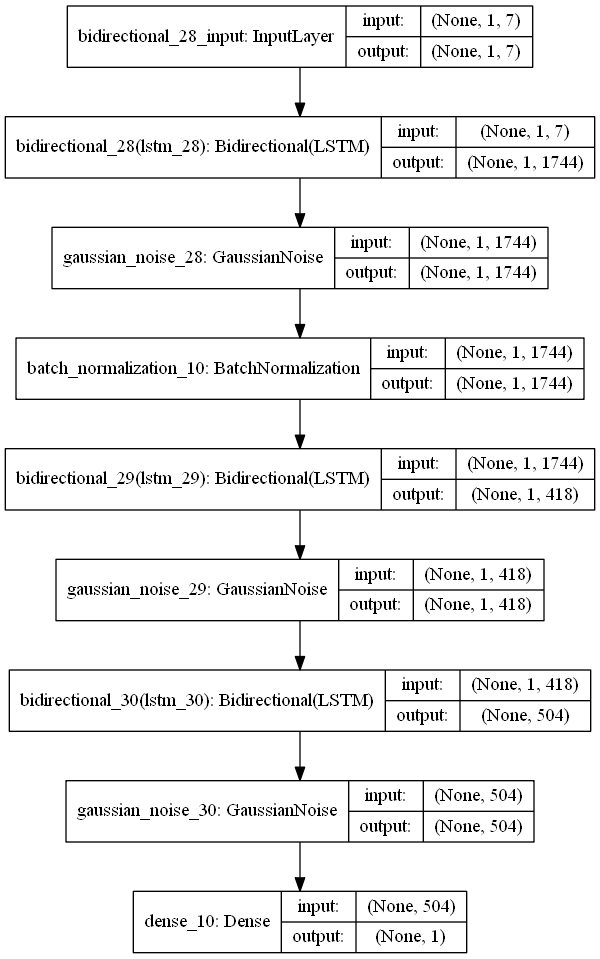 bidirectional_28_input: InputLayer
input: (None, 1, 7)
output: (None, 1, 7)
bidirectional_28(lstm_28): Bidirectional(LSTM)
input: (None, 1, 7)
output: (None, 1, 1744)
gaussian_noise_28: GaussianNoise
input: (None, 1, 1744)
output: (None, 1, 1744)
batch_normalization_10: BatchNormalization
input: (None, 1, 1744)
output: (None, 1, 1744)
bidirectional_29(lstm_29): Bidirectional(LSTM)
input: (None, 1, 1744)
output: (None, 1, 418)
gaussian_noise_29: GaussianNoise
input: (None, 1, 418)
output: (None, 1, 418)
bidirectional_30(lstm_30): Bidirectional(LSTM)
input: (None, 1, 418)
output: (None, 504)
gaussian_noise_30: GaussianNoise
input: (None, 504)
output: (None, 504)
dense_10: Dense
input: (None, 504)
output: (None, 1)